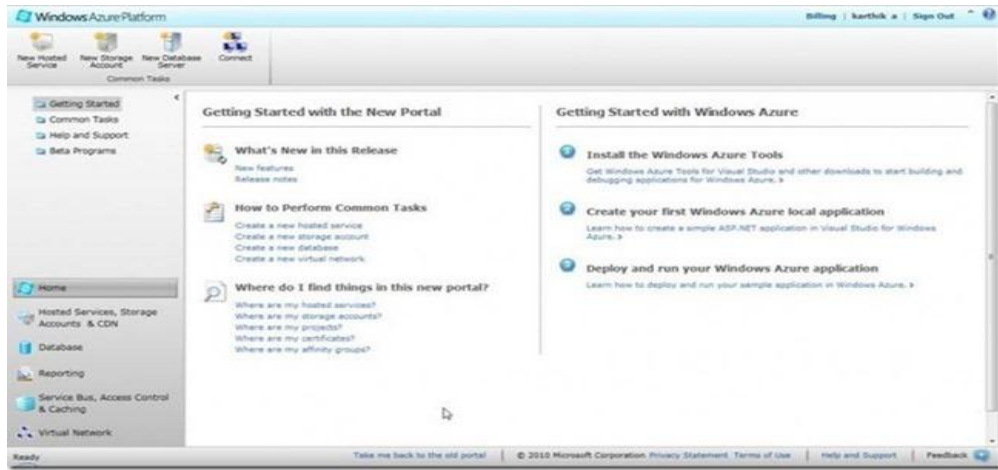 Windows Azure Platform
Billing | karthik a | Sign Out
New Hosted Service
New Storage Account
New Database Server
Connect
Common Tasks
Getting Started
Common Tasks
Help and Support
Beta Programs
Home
Hosted Services, Storage
Accounts & CDN
Database
Reporting
Service Bus, Access Control
& Caching
Virtual Network
Getting Started with the New Portal
What's New in this Release
New features
Release notes
How to Perform Common Tasks
Create a new hosted service
Create a new storage account
Create a new database
Create a new virtual network
Where do I find things in this new portal?
Where are my hosted services?
Where are my storage accounts?
Where are my projects?
Where are my certificates?
Where are my affinity groups?
Getting Started with Windows Azure
Install the Windows Azure Tools
Get Windows Azure Tools for Visual Studio and other downloads to start building and
debugging applications for Windows Azure. >
Create your first Windows Azure local application
Learn how to create a simple ASP.NET application in Visual Studio for Windows
Azure. >
Deploy and run your Windows Azure application
Learn how to deploy and run your sample application in Windows Azure. >
Ready
Take me back to the old portal | © 2010 Microsoft Corporation Privacy Statement Terms of Use | Help and Support | Feedback